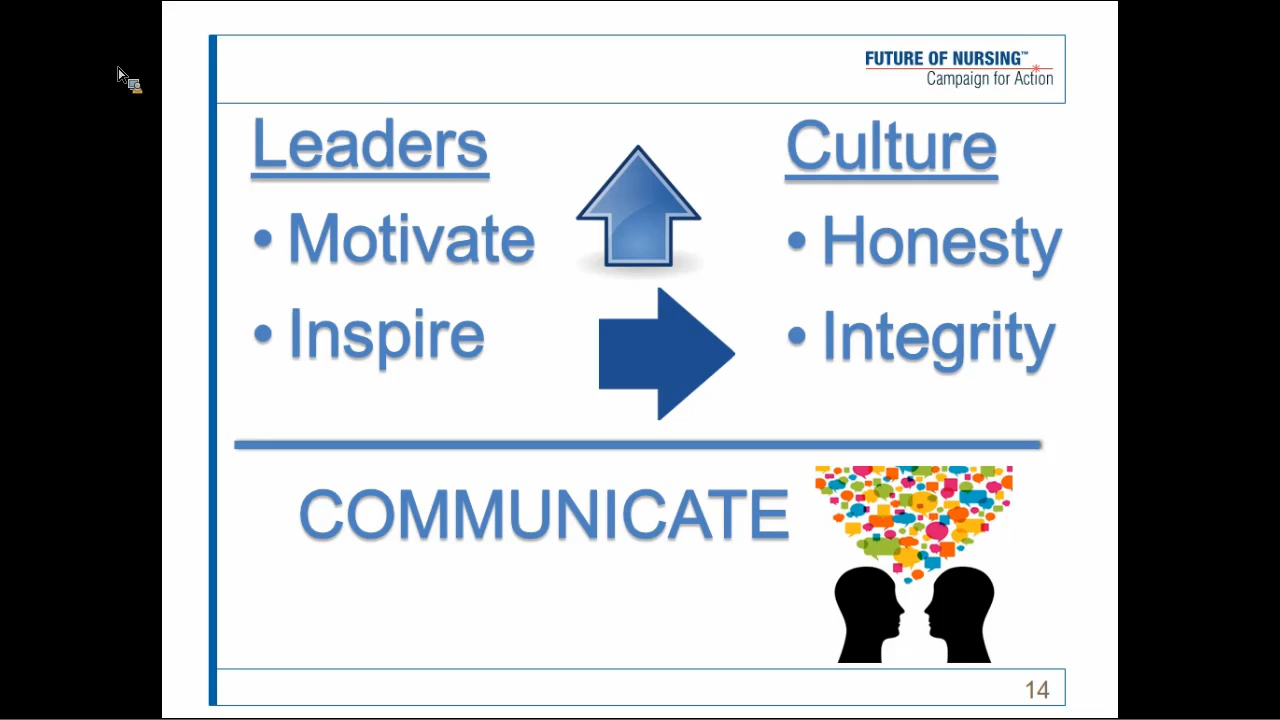 FUTURE OF NURSING™
Campaign for Action
Leaders
• Motivate
• Inspire
Culture
• Honesty
• Integrity
COMMUNICATE
14